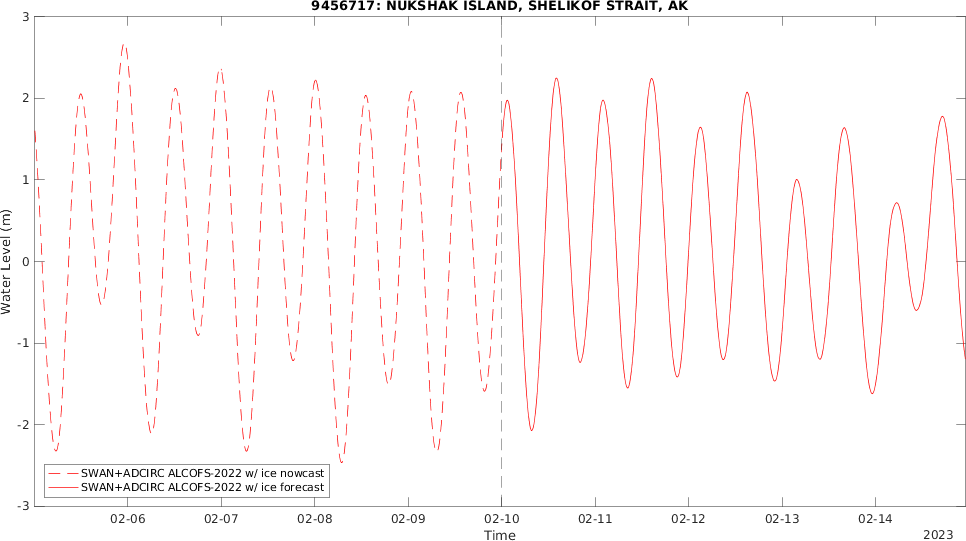 9456717: NUKSHAK ISLAND, SHELIKOF STRAIT, AK
3
2
1
0
-1
-2
-3
Water Level (m)
SWAN+ADCIRC ALCOFS-2022 w/ ice nowcast
SWAN+ADCIRC ALCOFS-2022 w/ ice forecast
02-06 02-07 02-08 02-09 02-10 02-11 02-12 02-13 02-14
Time
2023